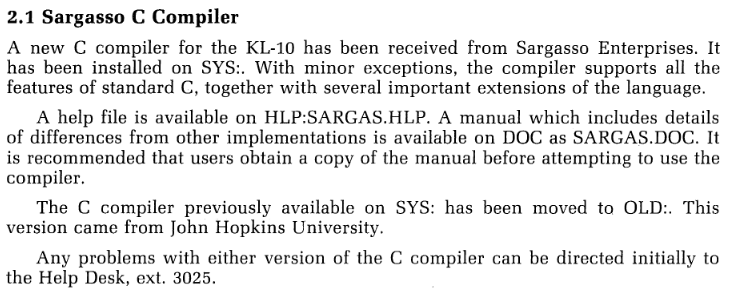 2.1 Sargasso C Compiler
A new C compiler for the KL-10 has been received from Sargasso Enterprises. It
has been installed on SYS:. With minor exceptions, the compiler supports all the
features of standard C, together with several important extensions of the language.
A help file is available on HLP:SARGAS.HLP. A manual which includes details
of differences from other implementations is available on DOC as SARGAS.DOC. It
is recommended that users obtain a copy of the manual before attempting to use the
compiler.
The C compiler previously available on SYS: has been moved to OLD:. This
version came from John Hopkins University.
Any problems with either version of the C compiler can be directed initially to
the Help Desk, ext. 3025.